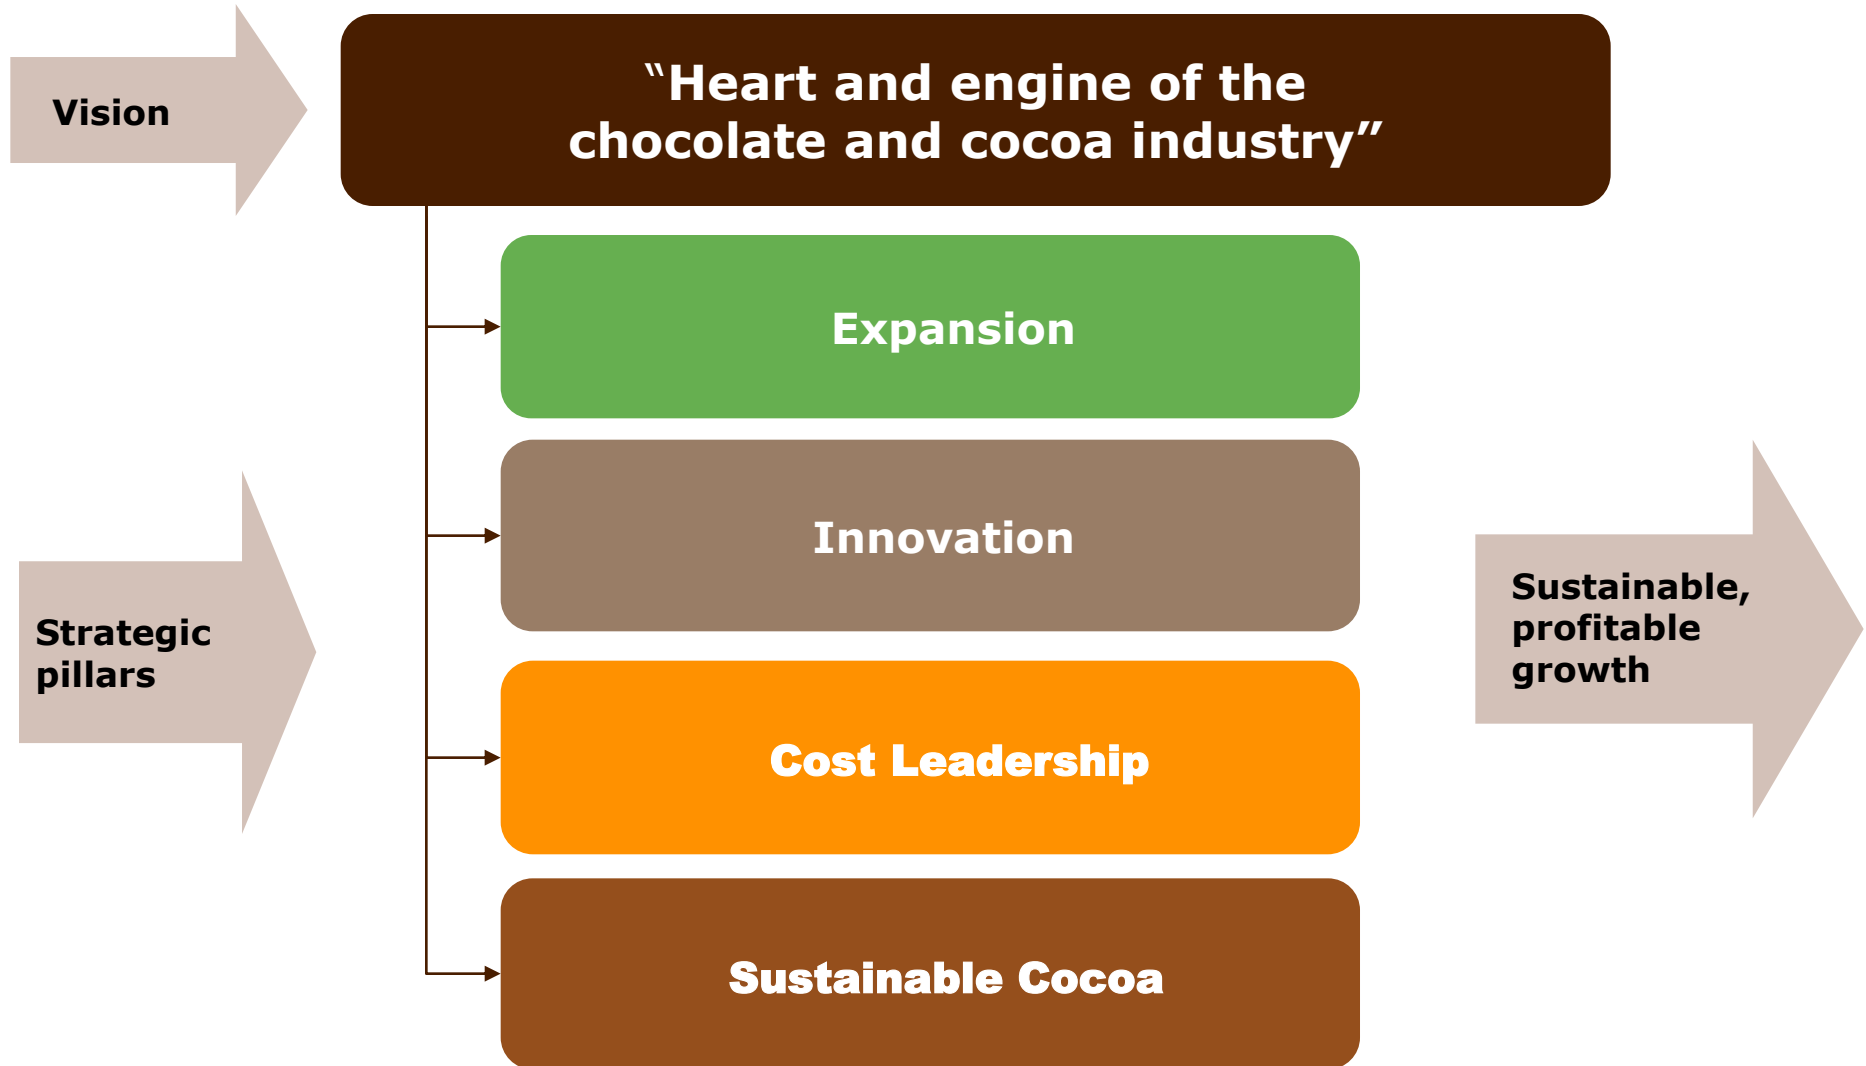 Vision
“Heart and engine of the
chocolate and cocoa industry”
Expansion
Innovation
Strategic
pillars
Cost Leadership
Sustainable Cocoa
Sustainable,
profitable
growth